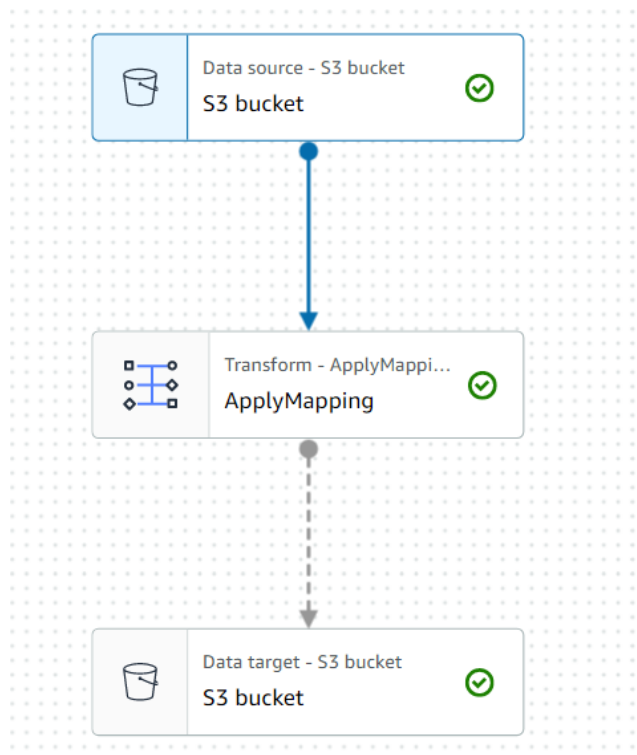 Data source - S3 bucket
S3 bucket
Transform - ApplyMappi...
ApplyMapping
Data target - S3 bucket
S3 bucket